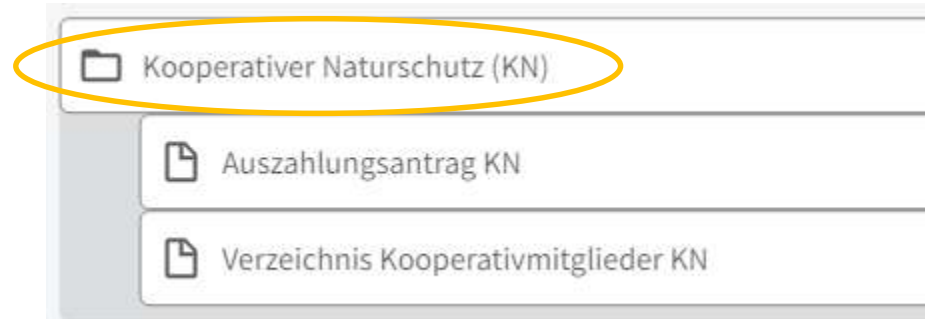 Kooperativer Naturschutz (KN)
Auszahlungsantrag KN
Verzeichnis Kooperativmitglieder KN